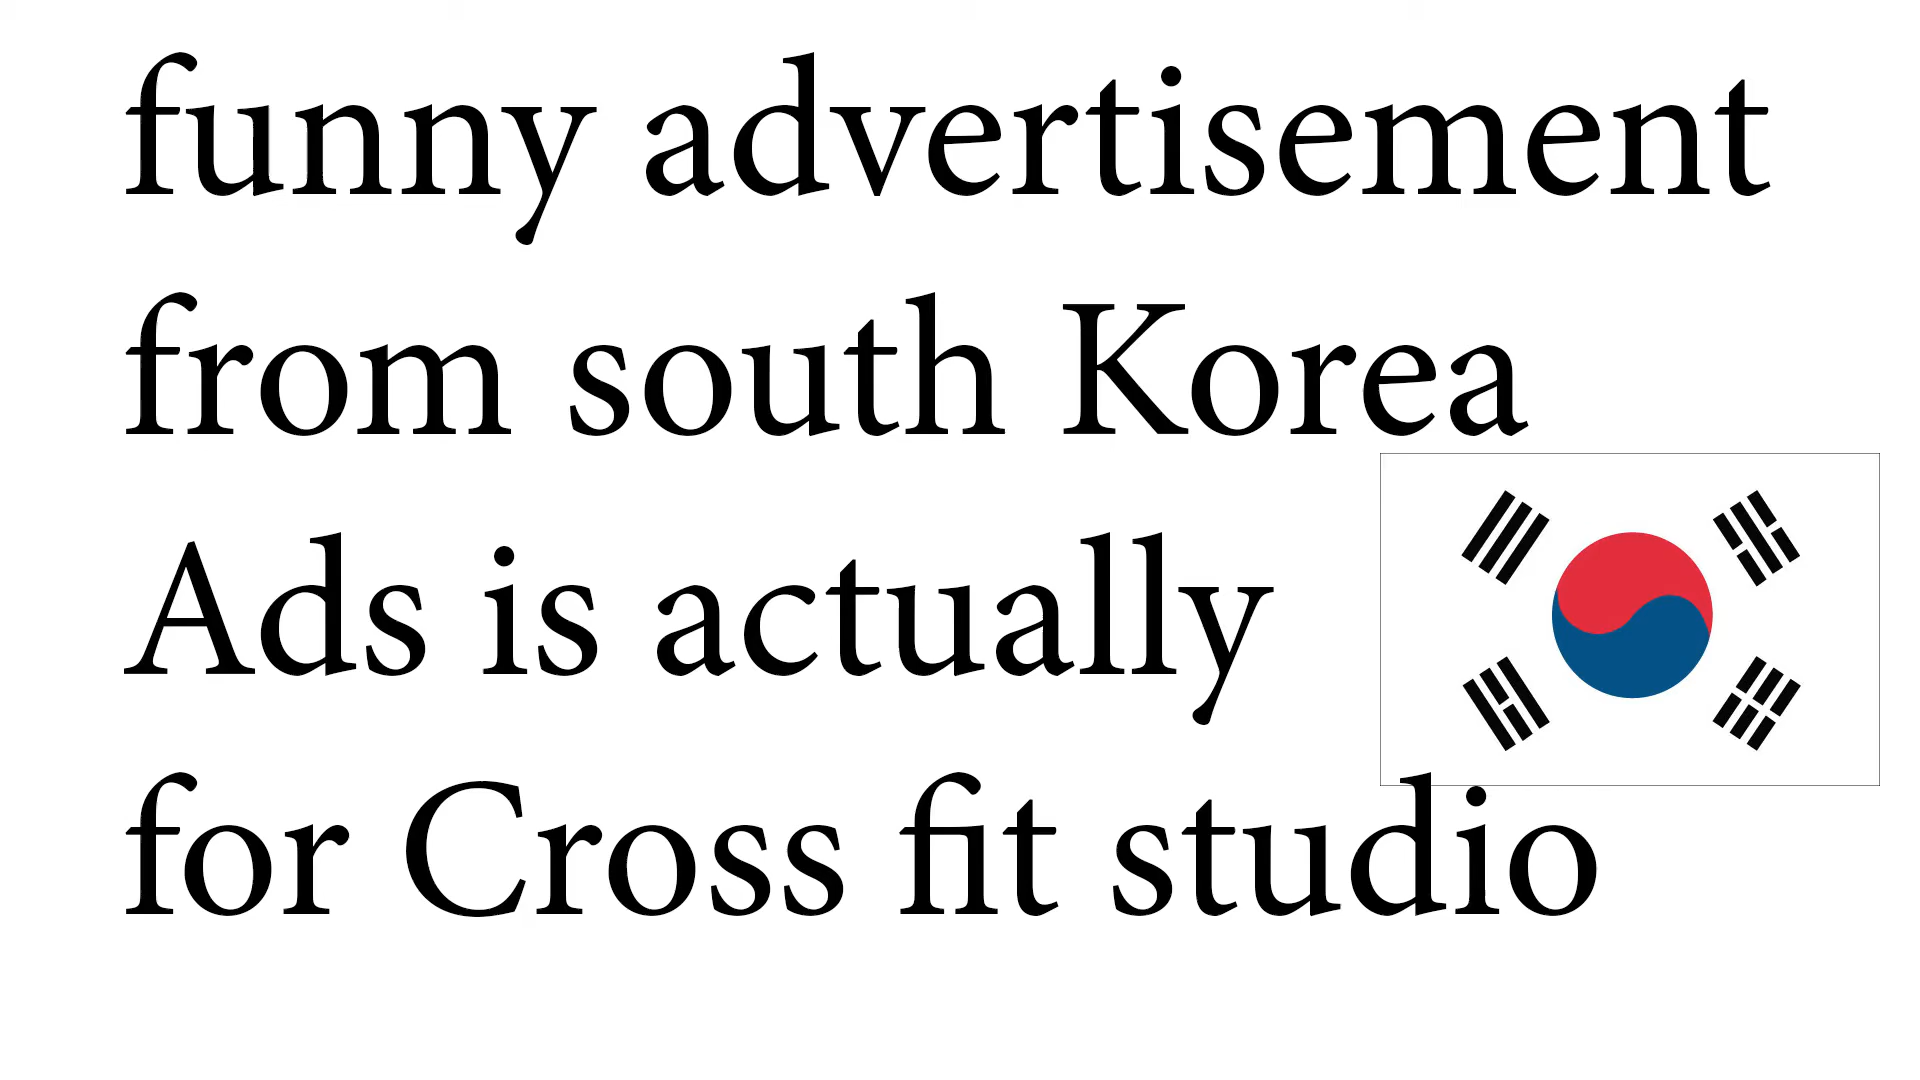 funny advertisement
from south Korea
Ads is actually
for Cross fit studio